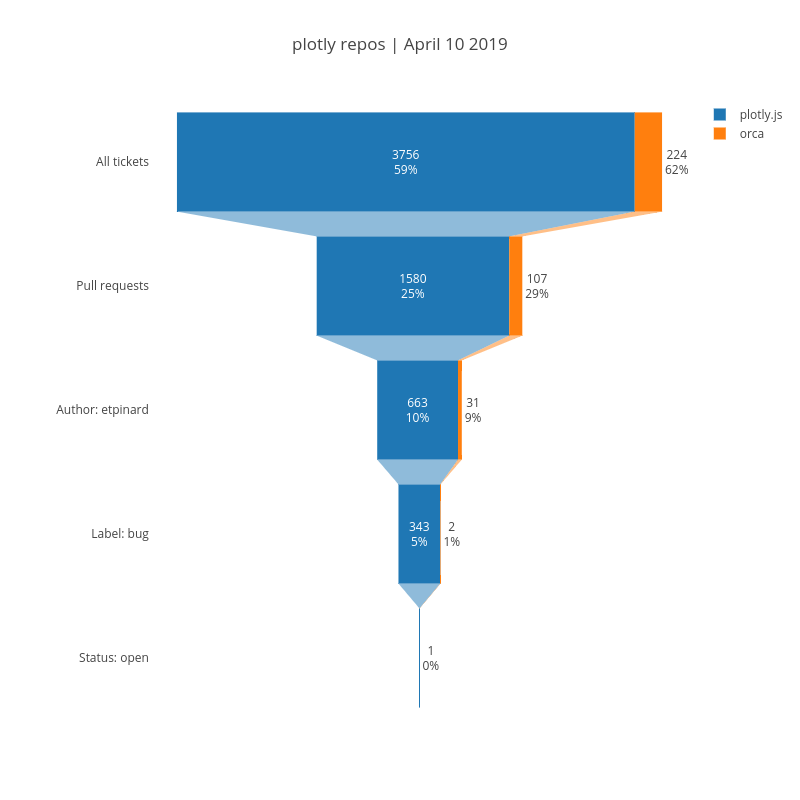 plotly repos | April 10 2019
plotly.js
orca
All tickets
3756
59%
224
62%
Pull requests
1580
25%
107
29%
Author: etpinard
663
10%
31
9%
Label: bug
343
5%
2
1%
Status: open
1
0%